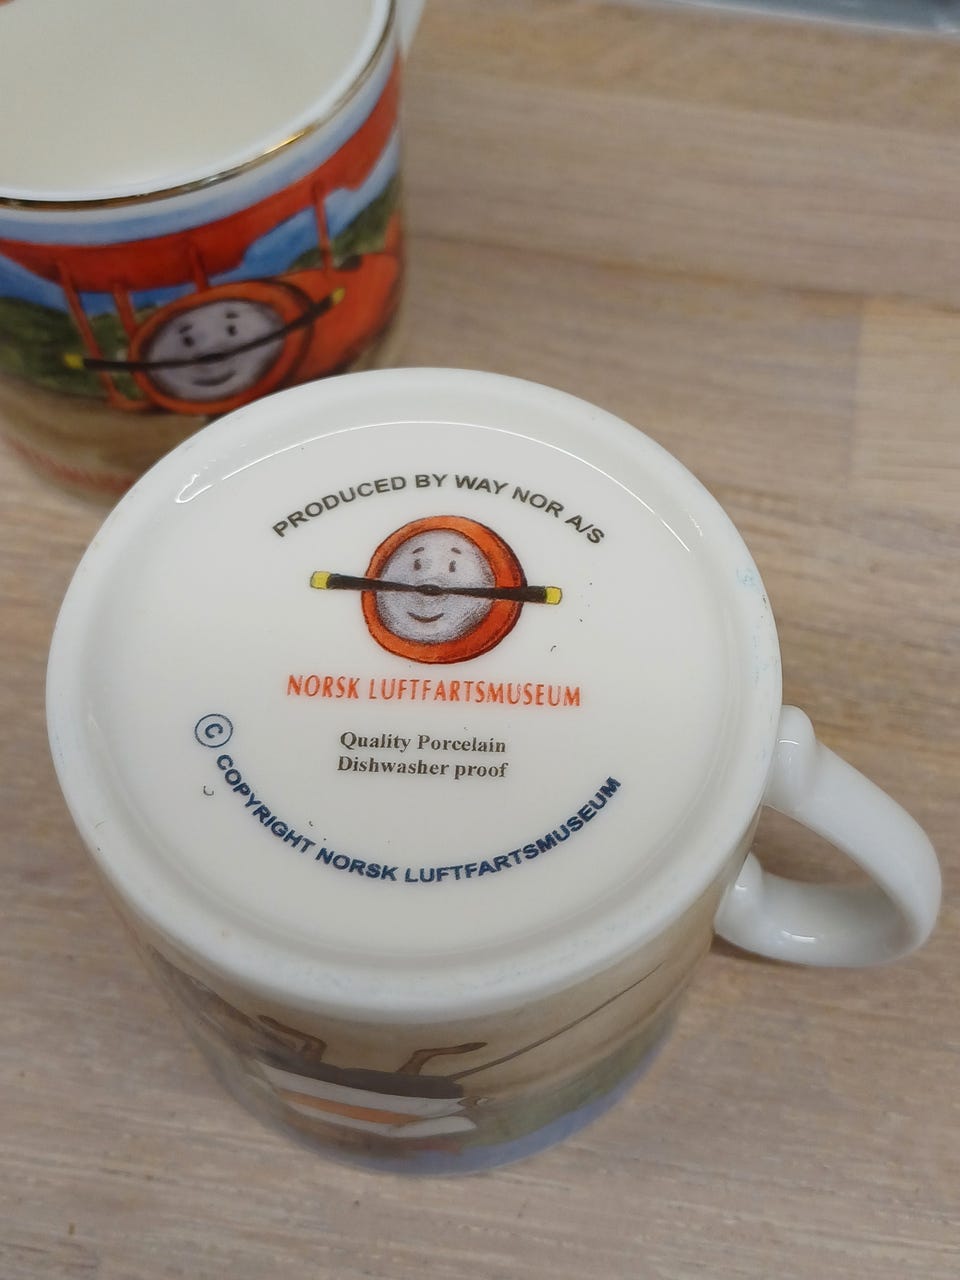 PRODUCED BY WAY NOR A/S
NORSK LUFTFARTSMUSEUM
Quality Porcelain
Dishwasher proof
© COPYRIGHT NORSK LUFTFARTSMUSEUM